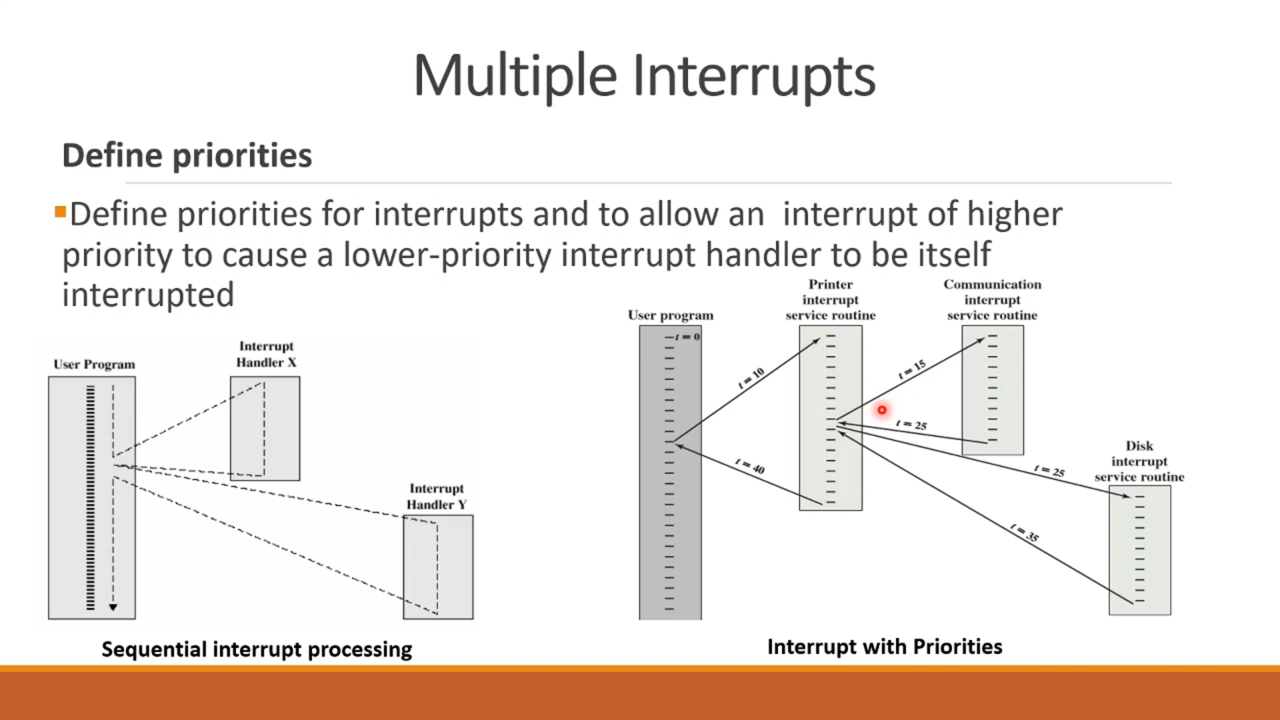 Multiple Interrupts
Define priorities
Define priorities for interrupts and to allow an interrupt of higher
priority to cause a lower-priority interrupt handler to be itself
interrupted
User Program
Interrupt
Handler X
Interrupt
Handler Y
Sequential interrupt processing
User program
Printer
interrupt
service routine
Communication
interrupt
service routine
Disk
interrupt
service routine
t = 0
t = 10
t = 15
t = 25
t = 25
t = 40
t = 35
Interrupt with Priorities